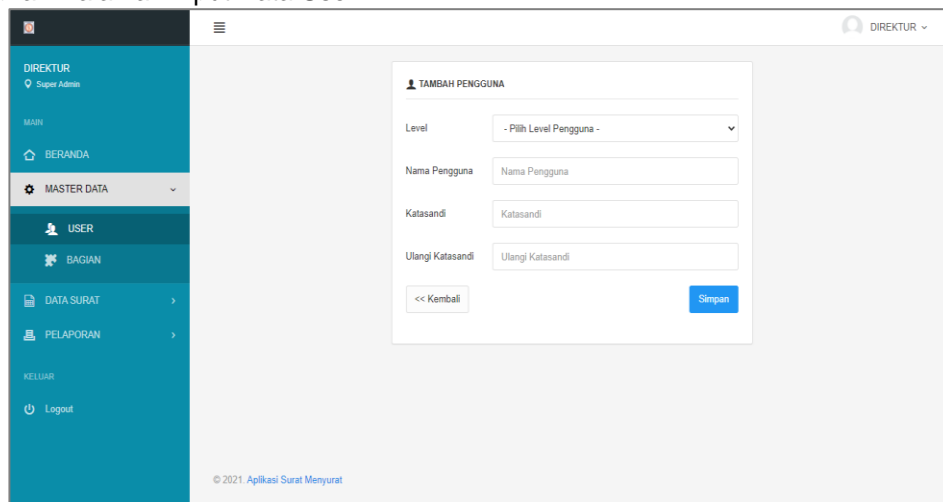 DIREKTUR
DIREKTUR
Super Admin
MAIN
BERANDA
MASTER DATA
USER
BAGIAN
DATA SURAT
PELAPORAN
KELUAR
Logout
TAMBAH PENGGUNA
Level - Pilih Level Pengguna -
Nama Pengguna Nama Pengguna
Katasandi Katasandi
Ulangi Katasandi Ulangi Katasandi
<< Kembali Simpan
© 2021. Aplikasi Surat Menyurat